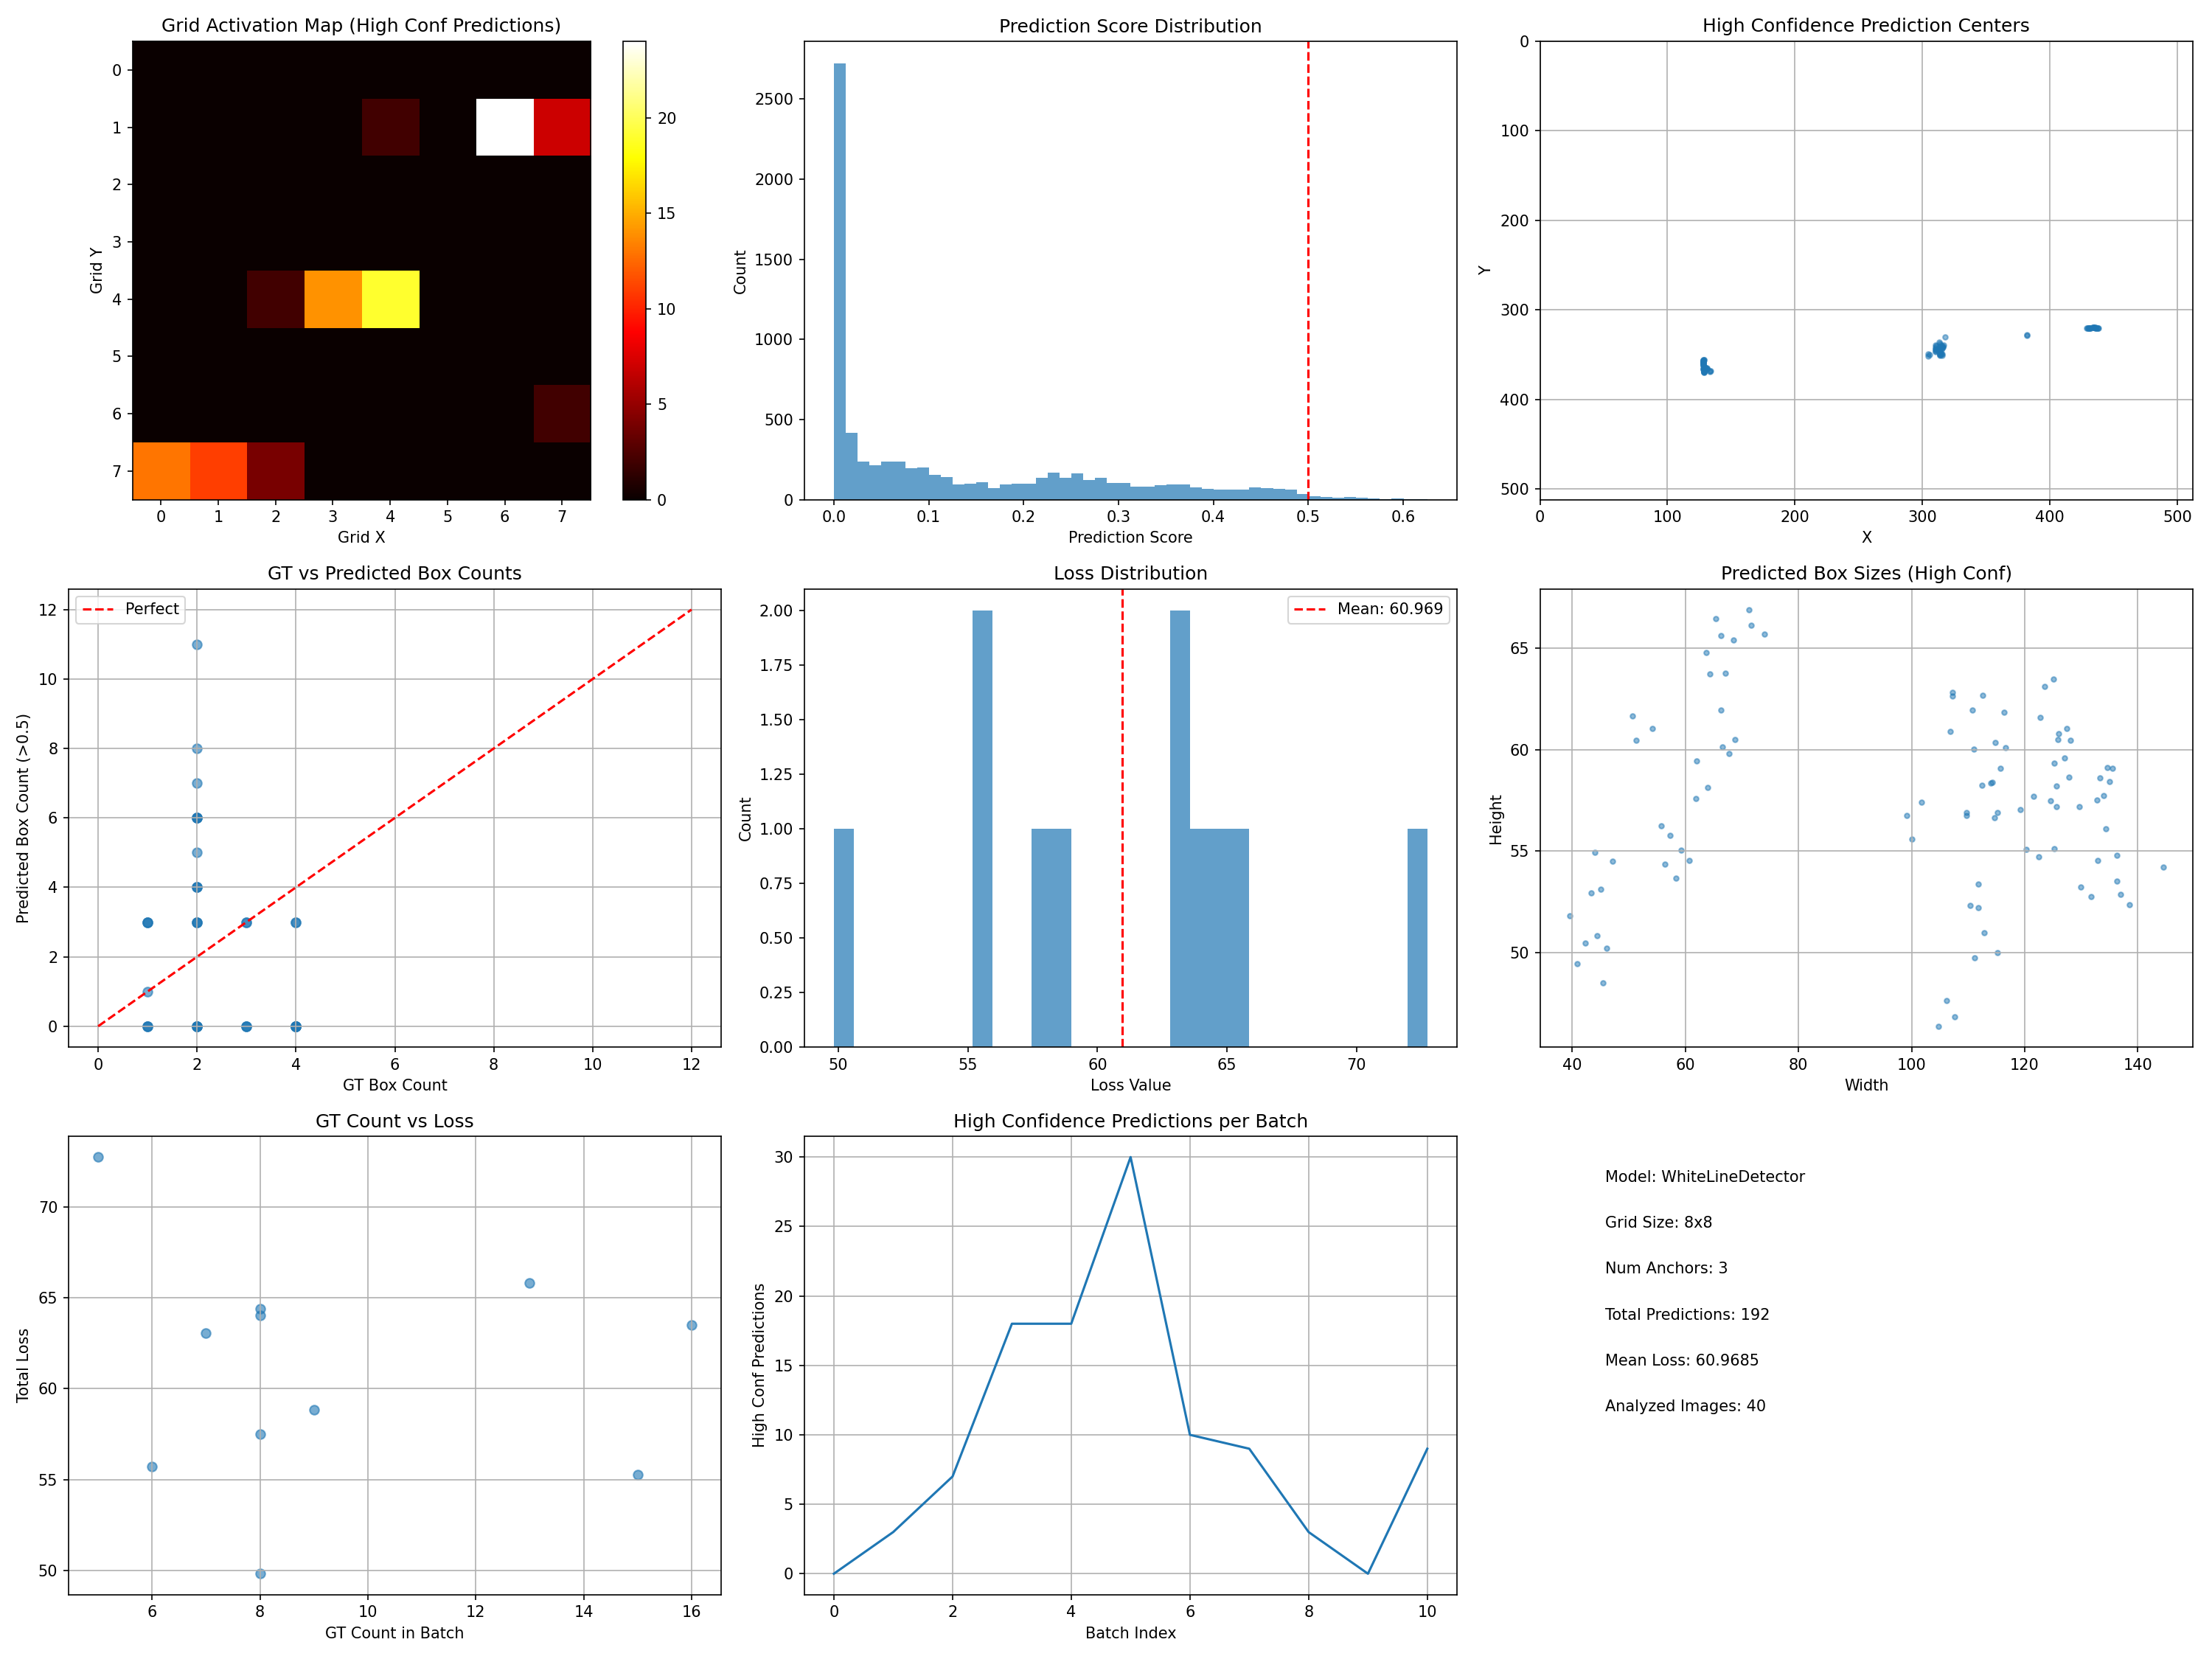 Grid Activation Map (High Conf Predictions)
0
1
2
3
4
5
6
7
Grid Y
0 1 2 3 4 5 6 7
Grid X
20
15
10
5
0
Prediction Score Distribution
2500
2000
1500
1000
500
0
Count
0.0 0.1 0.2 0.3 0.4 0.5 0.6
Prediction Score
High Confidence Prediction Centers
0
100
200
300
400
500
Y
0 100 200 300 400 500
X
GT vs Predicted Box Counts
Perfect
12
10
8
6
4
2
0
Predicted Box Count (>0.5)
0 2 4 6 8 10 12
GT Box Count
Loss Distribution
Mean: 60.969
2.00
1.75
1.50
1.25
1.00
0.75
0.50
0.25
0.00
Count
50 55 60 65 70
Loss Value
Predicted Box Sizes (High Conf)
65
60
55
50
Height
40 60 80 100 120 140
Width
GT Count vs Loss
70
65
60
55
50
Total Loss
6 8 10 12 14 16
GT Count in Batch
High Confidence Predictions per Batch
30
25
20
15
10
5
0
High Conf Predictions
0 2 4 6 8 10
Batch Index
Model: WhiteLineDetector
Grid Size: 8x8
Num Anchors: 3
Total Predictions: 192
Mean Loss: 60.9685
Analyzed Images: 40